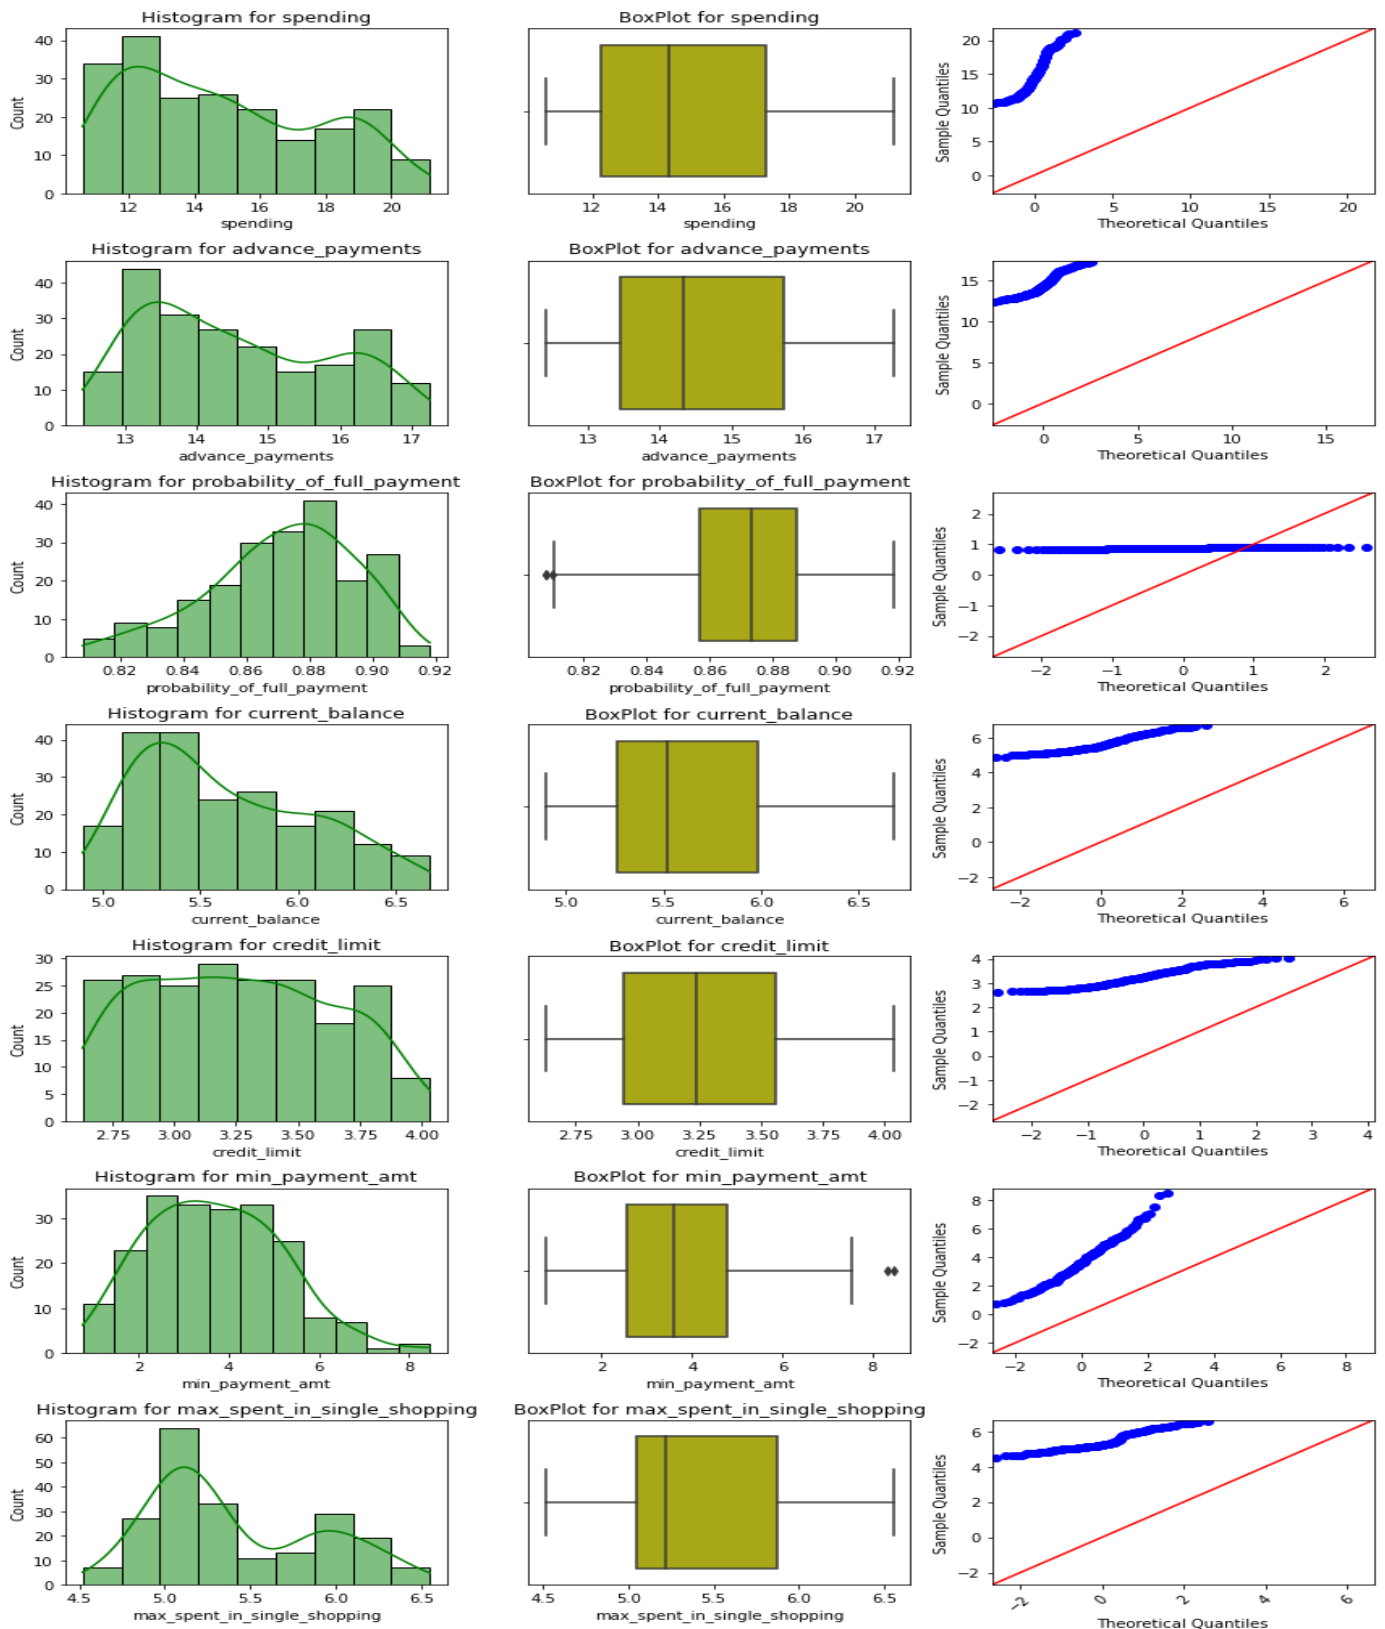 Histogram for spending
Count
40
30
20
10
0
12 14 16 18 20
spending
BoxPlot for spending
12 14 16 18 20
spending
Sample Quantiles
20
15
10
5
0
0 5 10 15 20
Theoretical Quantiles
Histogram for advance_payments
Count
40
30
20
10
0
13 14 15 16 17
advance_payments
BoxPlot for advance_payments
13 14 15 16 17
advance_payments
Sample Quantiles
15
10
5
0
0 5 10 15
Theoretical Quantiles
Histogram for probability_of_full_payment
Count
40
30
20
10
0
0.82 0.84 0.86 0.88 0.90 0.92
probability_of_full_payment
BoxPlot for probability_of_full_payment
0.82 0.84 0.86 0.88 0.90 0.92
probability_of_full_payment
Sample Quantiles
2
1
0
−1
−2
−2 −1 0 1 2
Theoretical Quantiles
Histogram for current_balance
Count
40
30
20
10
0
5.0 5.5 6.0 6.5
current_balance
BoxPlot for current_balance
5.0 5.5 6.0 6.5
current_balance
Sample Quantiles
6
4
2
0
−2
−2 0 2 4 6
Theoretical Quantiles
Histogram for credit_limit
Count
30
25
20
15
10
5
0
2.75 3.00 3.25 3.50 3.75 4.00
credit_limit
BoxPlot for credit_limit
2.75 3.00 3.25 3.50 3.75 4.00
credit_limit
Sample Quantiles
4
3
2
1
0
−1
−2
−2 −1 0 1 2 3 4
Theoretical Quantiles
Histogram for min_payment_amt
Count
30
20
10
0
2 4 6 8
min_payment_amt
BoxPlot for min_payment_amt
2 4 6 8
min_payment_amt
Sample Quantiles
8
6
4
2
0
−2
−2 0 2 4 6 8
Theoretical Quantiles
Histogram for max_spent_in_single_shopping
Count
60
50
40
30
20
10
0
4.5 5.0 5.5 6.0 6.5
max_spent_in_single_shopping
BoxPlot for max_spent_in_single_shopping
4.5 5.0 5.5 6.0 6.5
max_spent_in_single_shopping
Sample Quantiles
6
4
2
0
−2
−2 0 2 4 6
Theoretical Quantiles